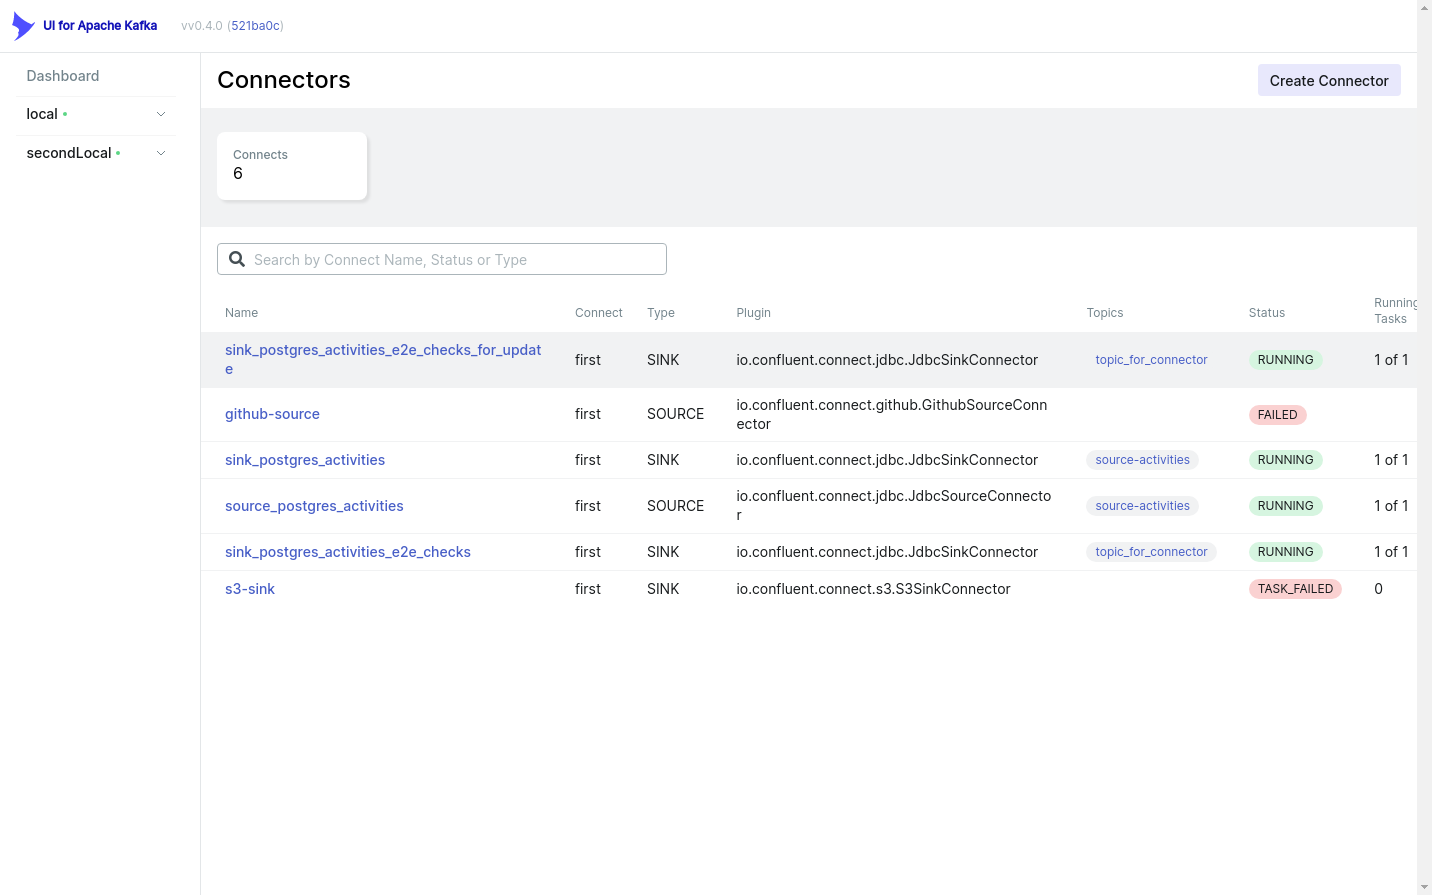 UI for Apache Kafka
vv0.4.0 (521ba0c)
Dashboard
local
secondLocal
Connectors
Create Connector
Connects
6
Search by Connect Name, Status or Type
Name Connect Type Plugin Topics Status Running Tasks
sink_postgres_activities_e2e_checks_for_updat
e
first SINK io.confluent.connect.jdbc.JdbcSinkConnector topic_for_connector RUNNING 1 of 1
github-source first SOURCE io.confluent.connect.github.GithubSourceConn
ector
FAILED
sink_postgres_activities first SINK io.confluent.connect.jdbc.JdbcSinkConnector source-activities RUNNING 1 of 1
source_postgres_activities first SOURCE io.confluent.connect.jdbc.JdbcSourceConnecto
r
source-activities RUNNING 1 of 1
sink_postgres_activities_e2e_checks first SINK io.confluent.connect.jdbc.JdbcSinkConnector topic_for_connector RUNNING 1 of 1
s3-sink first SINK io.confluent.connect.s3.S3SinkConnector TASK_FAILED 0